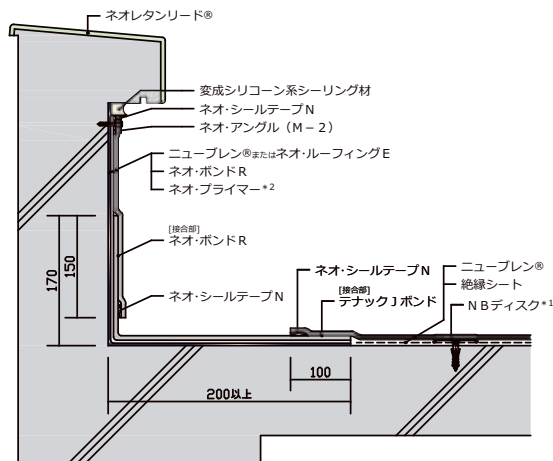 ネオレタンリード®
変成シリコーン系シーリング材
ネオ・シールテープN
ネオ・アングル（M－2）
ニューブレン®またはネオ・ルーフィングE
ネオ・ボンドR
ネオ・プライマー*2
[接合部]
ネオ・ボンドR
ネオ・シールテープN
170
150
ネオ・シールテープN
[接合部]
テナックJボンド
ニューブレン®
絶縁シート
NBディスク*1
100
200以上